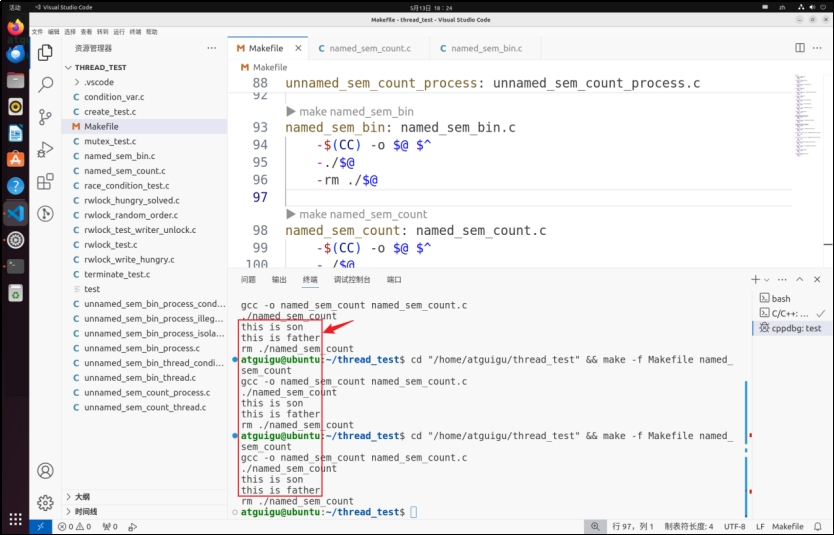 活动
Visual Studio Code
5月13日 18：24
zh
Makefile - thread_test - Visual Studio Code
文件 编辑 选择 查看 转到 运行 终端 帮助
资源管理器
THREAD_TEST
.vscode
C condition_var.c
C create_test.c
M Makefile
C mutex_test.c
C named_sem_bin.c
C named_sem_count.c
C race_condition_test.c
C rwlock_hungry_solved.c
C rwlock_random_order.c
C rwlock_test_writer_unlock.c
C rwlock_test.c
C rwlock_write_hungry.c
C terminate_test.c
test
C unnamed_sem_bin_process_cond...
C unnamed_sem_bin_process_illeg...
C unnamed_sem_bin_process_isola...
C unnamed_sem_bin_process.c
C unnamed_sem_bin_thread_condi...
C unnamed_sem_bin_thread.c
C unnamed_sem_count_process.c
C unnamed_sem_count_thread.c
大纲
时间线
M Makefile
C named_sem_count.c
C named_sem_bin.c
M Makefile
88 unnamed_sem_count_process: unnamed_sem_count_process.c
92
make named_sem_bin
93 named_sem_bin: named_sem_bin.c
94 -$(CC) -o $@ $^
95 -./$@
96 -rm ./$@
97
make named_sem_count
98 named_sem_count: named_sem_count.c
99 -$(CC) -o $@ $^
100 -./$@
问题 输出 终端 调试控制台 端口
gcc -o named_sem_count named_sem_count.c
./named_sem_count
this is son
this is father
rm ./named_sem_count
atguigu@ubuntu:~/thread_test$ cd "/home/atguigu/thread_test" && make -f Makefile named_
sem_count
gcc -o named_sem_count named_sem_count.c
./named_sem_count
this is son
this is father
rm ./named_sem_count
atguigu@ubuntu:~/thread_test$ cd "/home/atguigu/thread_test" && make -f Makefile named_
sem_count
gcc -o named_sem_count named_sem_count.c
./named_sem_count
this is son
this is father
rm ./named_sem_count
atguigu@ubuntu:~/thread_test$
bash
C/C++: ...
cppdbg: test
0 0 0
行 97，列 1 制表符长度: 4 UTF-8 LF Makefile